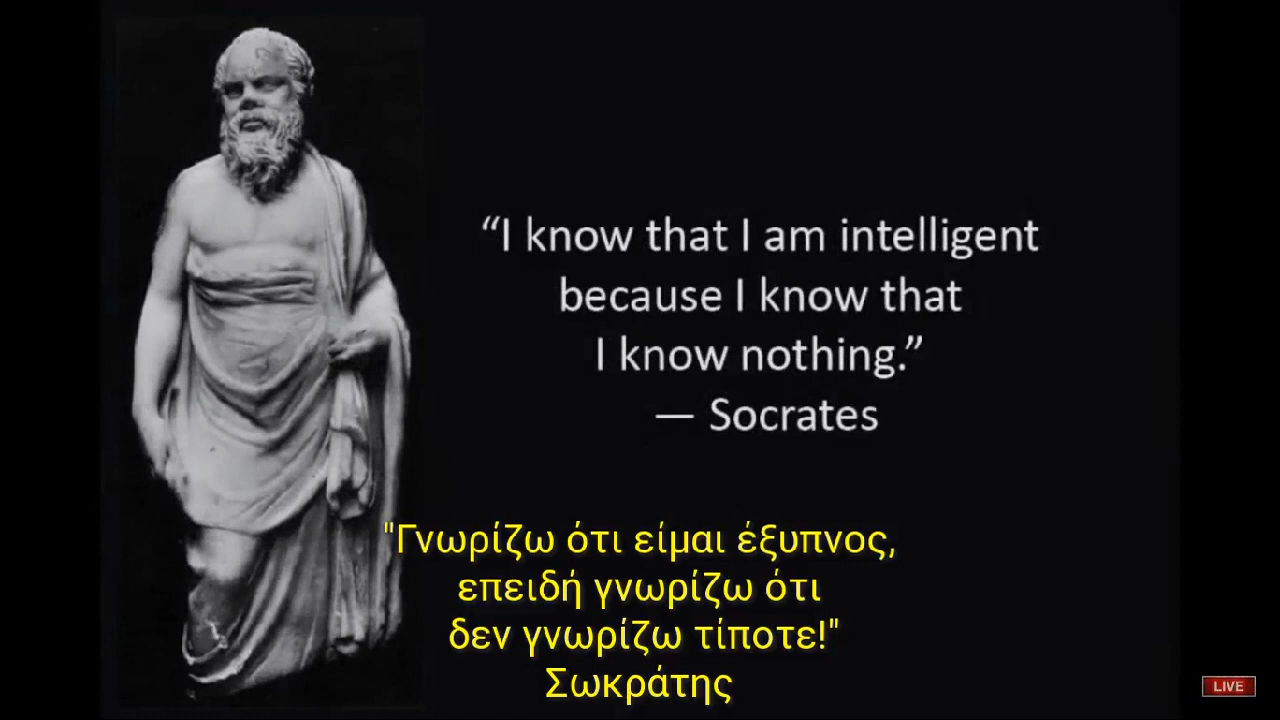 “I know that I am intelligent
because I know that
I know nothing.”
— Socrates
"Γνωρίζω ότι είμαι έξυπνος,
επειδή γνωρίζω ότι
δεν γνωρίζω τίποτε!"
Σωκράτης
LIVE